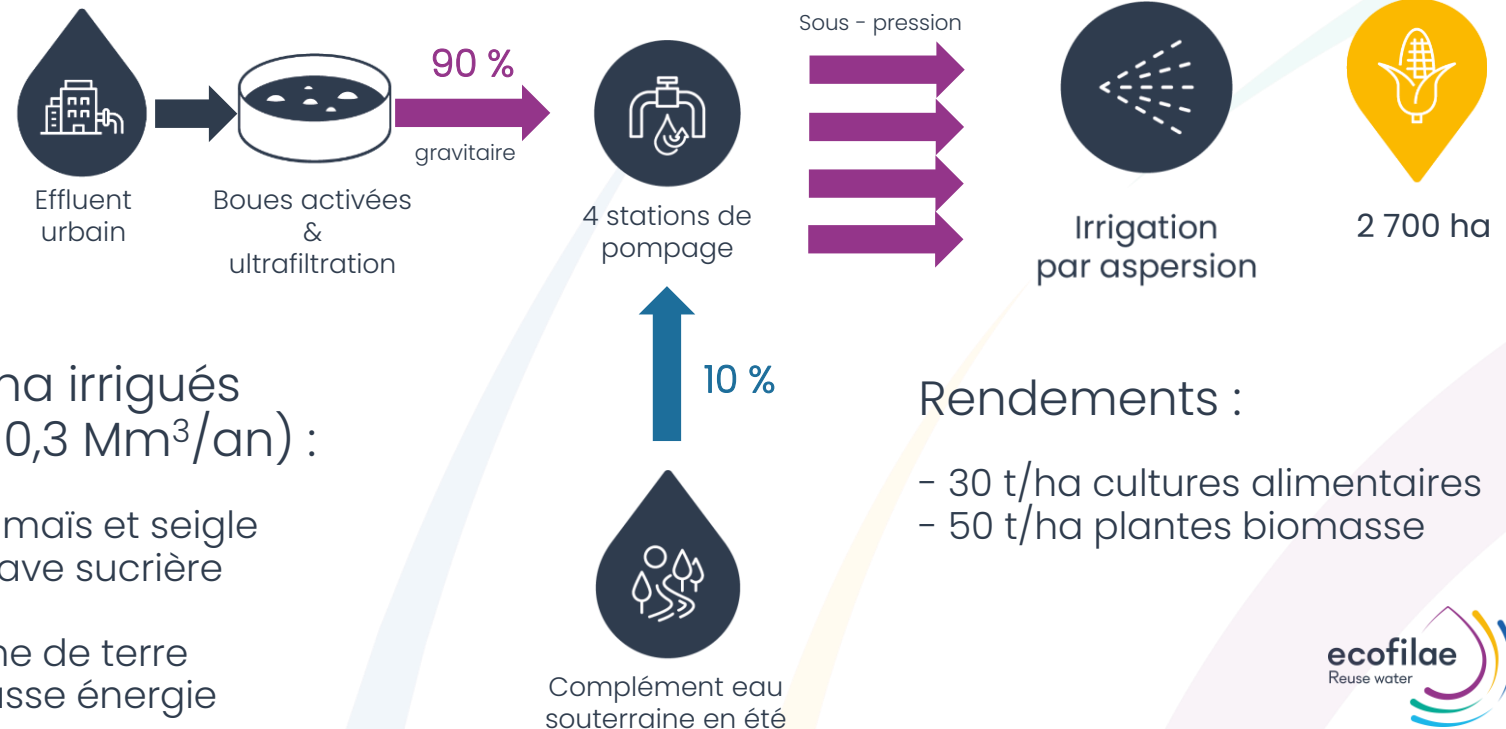 Sous - pression
90 %
gravitaire
Effluent
urbain
Boues activées
&
ultrafiltration
4 stations de
pompage
Irrigation
par aspersion
2 700 ha
10 %
ha irrigués
0,3 Mm³/an) :
maïs et seigle
ave sucrière
ne de terre
asse énergie
Complément eau
souterraine en été
Rendements :
- 30 t/ha cultures alimentaires
- 50 t/ha plantes biomasse
ecofilae
Reuse water